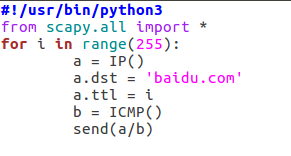 #!/usr/bin/python3
from scapy.all import *
for i in range(255):
        a = IP()
        a.dst = 'baidu.com'
        a.ttl = i
        b = ICMP()
        send(a/b)